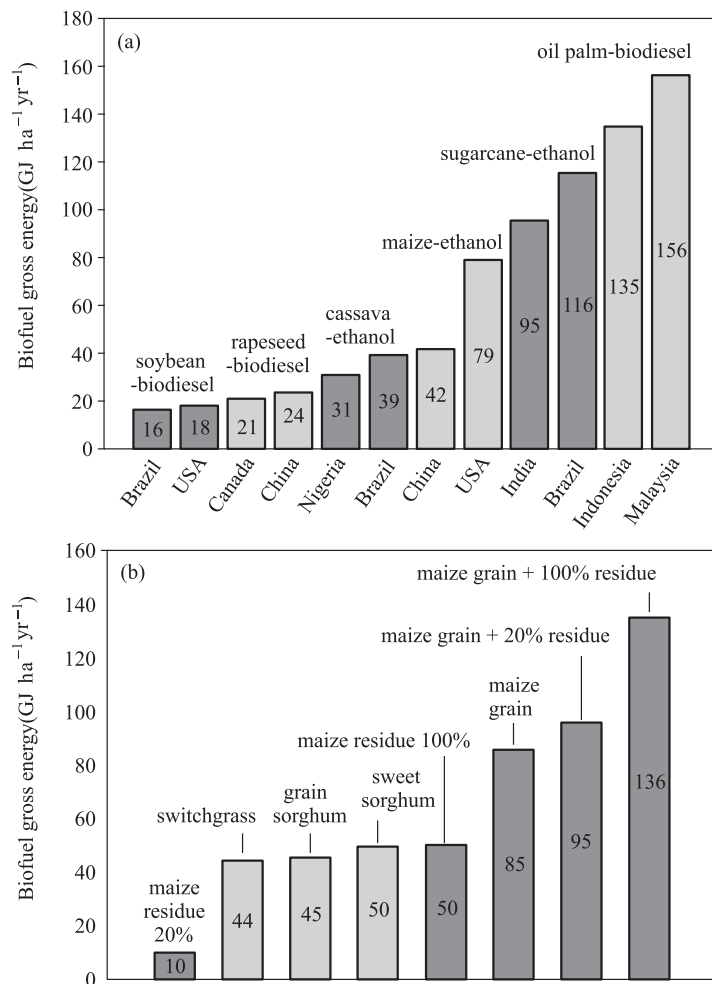 (a)
Biofuel gross energy(GJ ha⁻¹ yr⁻¹)
180
160
140
120
100
80
60
40
20
0
oil palm-biodiesel
sugarcane-ethanol
maize-ethanol
cassava
-ethanol
rapeseed
-biodiesel
soybean
-biodiesel
16
18
21
24
31
39
42
79
95
116
135
156
Brazil
USA
Canada
China
Nigeria
Brazil
China
USA
India
Brazil
Indonesia
Malaysia
(b)
Biofuel gross energy(GJ ha⁻¹yr⁻¹)
160
140
120
100
80
60
40
20
0
maize grain + 100% residue
maize grain + 20% residue
maize
grain
maize residue 100%
sweet
sorghum
grain
sorghum
switchgrass
maize
residue
20%
10
44
45
50
50
85
95
136